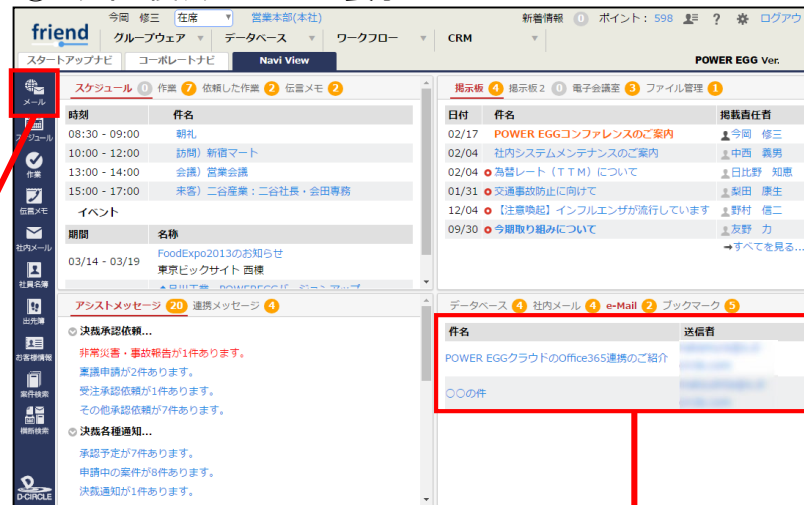 今岡 修三 在席 営業本部(本社) 新着情報 0 ポイント: 598 ? ログアウ
friend グループウェア データベース ワークフロー CRM
スタートアップナビ コーポレートナビ Navi View POWER EGG Ver.
メール
スケジュール
作業
伝言メモ
社内メール
社員名簿
出先簿
お客様情報
案件検索
横断検索
D-CIRCLE
スケジュール 0 作業 7 依頼した作業 2 伝言メモ 2
時刻 件名
08:30 - 09:00 朝礼
10:00 - 12:00 訪問）新宿マート
13:00 - 14:00 会議）営業会議
15:00 - 17:00 来客）二谷産業：二谷社長・会田専務
イベント
期間 名称
03/14 - 03/19 FoodExpo2013のお知らせ
東京ビックサイト 西棟
掲示板 4 掲示板２ 0 電子会議室 3 ファイル管理 1
日付 件名 掲載責任者
02/17 POWER EGGコンファレンスのご案内 今岡 修三
02/04 社内システムメンテナンスのご案内 中西 義男
02/04 為替レート（ＴＴＭ）について 日比野 知恵
01/31 交通事故防止に向けて 梨田 康生
12/04 【注意喚起】インフルエンザが流行しています 野村 信二
09/30 今期取り組みについて 友野 力
→すべてを見る...
アシストメッセージ 20 連携メッセージ 4
決裁承認依頼...
非常災害・事故報告が1件あります。
稟議申請が2件あります。
受注承認依頼が1件あります。
その他承認依頼が7件あります。
決裁各種通知...
承認予定が7件あります。
申請中の案件が8件あります。
決裁通知が1件あります。
データベース 4 社内メール 4 e-Mail 2 ブックマーク 5
件名 送信者
POWER EGGクラウドのOffice365連携のご紹介
○○の件